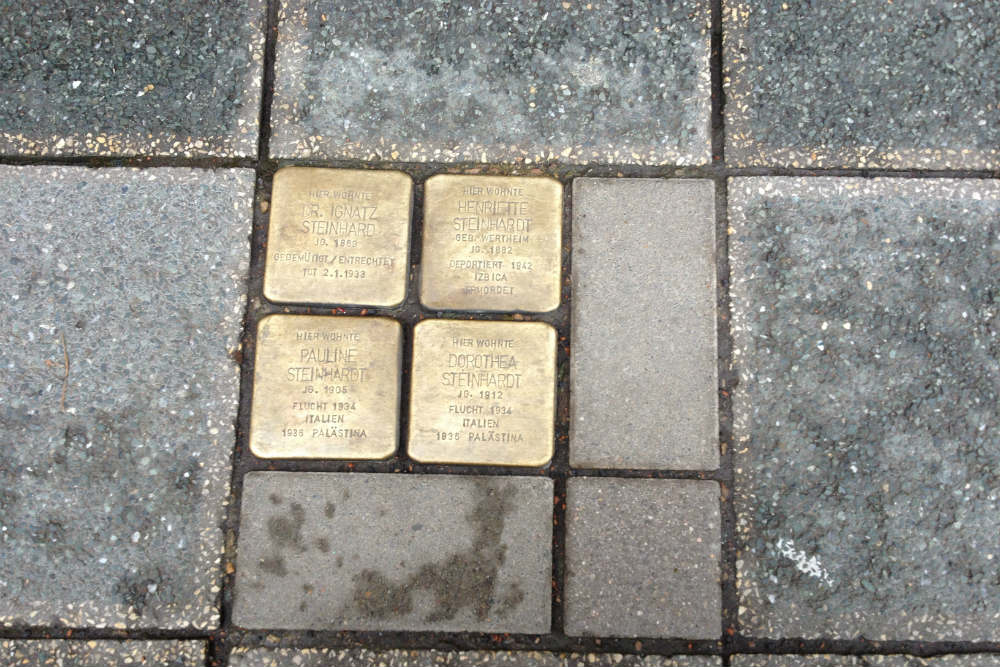 HIER WOHNTE
DR. IGNATZ
STEINHARD
JG. 1869
GEDEMÜTIGT/ENTRECHTET
TOT 2.1.1933
HIER WOHNTE
HENRIETTE
STEINHARDT
GEB. WERTHEIM
JG. 1882
DEPORTIERT 1942
IZBICA
ERMORDET
HIER WOHNTE
PAULINE
STEINHARDT
JG. 1905
FLUCHT 1934
ITALIEN
1936 PALÄSTINA
HIER WOHNTE
DOROTHEA
STEINHARDT
JG. 1912
FLUCHT 1934
ITALIEN
1936 PALÄSTINA